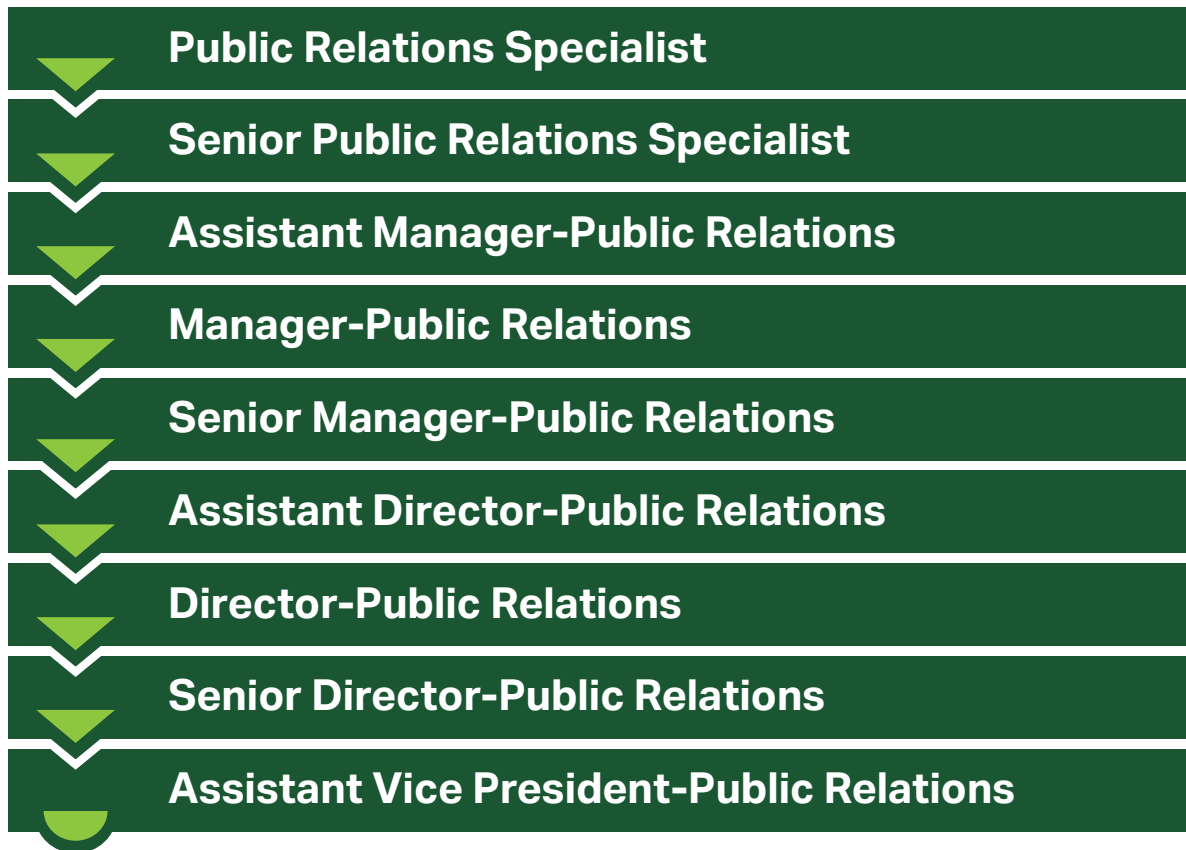 Public Relations Specialist
Senior Public Relations Specialist
Assistant Manager-Public Relations
Manager-Public Relations
Senior Manager-Public Relations
Assistant Director-Public Relations
Director-Public Relations
Senior Director-Public Relations
Assistant Vice President-Public Relations